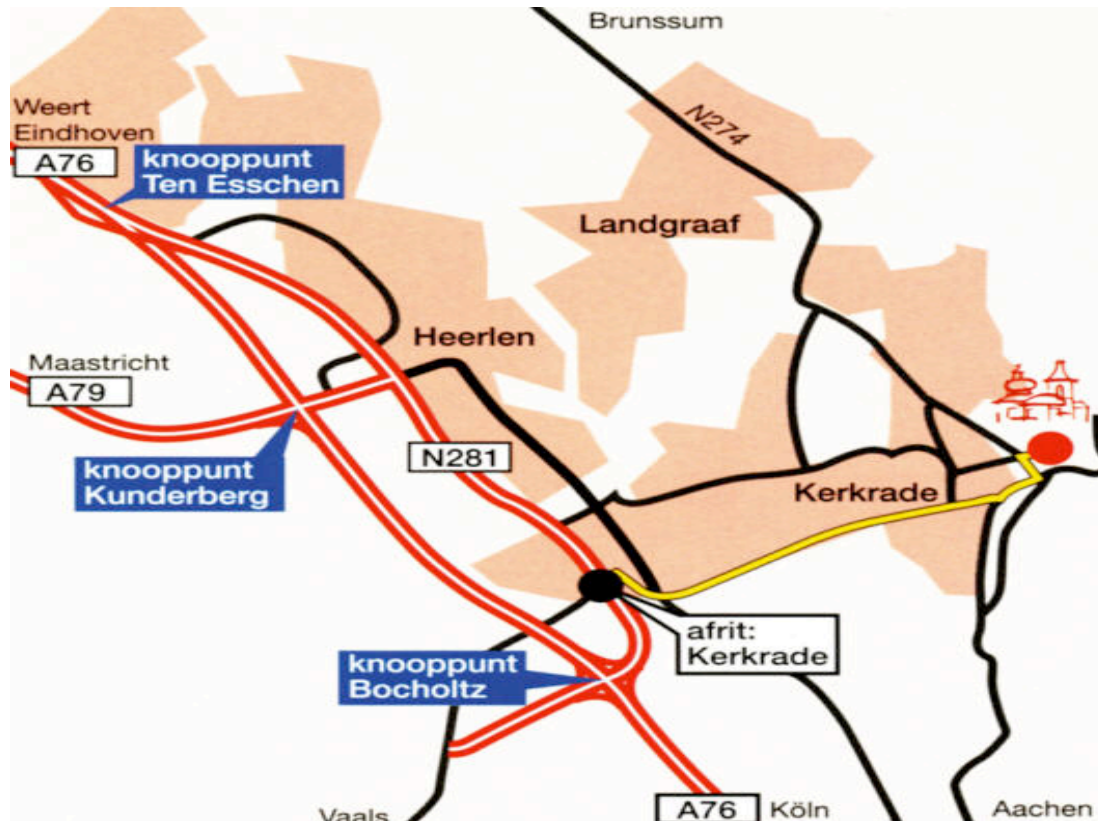 Brunssum
Weert
Eindhoven
A76
knooppunt
Ten Esschen
N274
Landgraaf
Heerlen
Maastricht
A79
knooppunt
Kunderberg
N281
Kerkrade
afrit:
Kerkrade
knooppunt
Bocholtz
Vaals
A76
Köln
Aachen